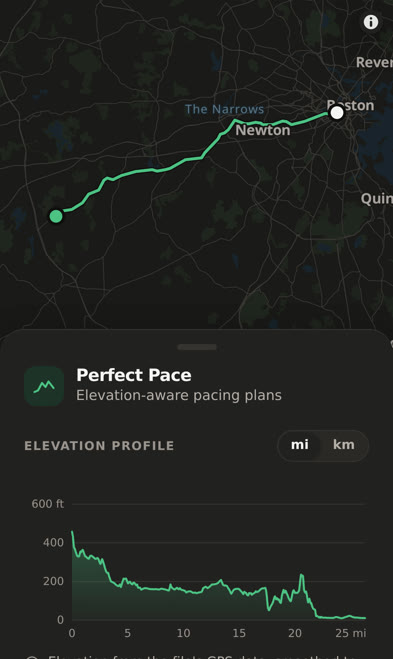 Rever
The Narrows
Boston
Newton
Quin
Perfect Pace
Elevation-aware pacing plans
ELEVATION PROFILE
mi
km
600 ft
400
200
0
0
5
10
15
20
25 mi